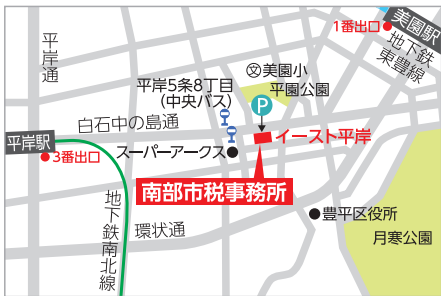 美園駅
1番出口
地下鉄
東豊線
平岸通
文美園小
平岸5条8丁目
(中央バス)
平園公園
P
白石中の島通
イースト平岸
平岸駅
3番出口
スーパーアークス
南部市税事務所
地下鉄南北線
環状通
豊平区役所
月寒公園